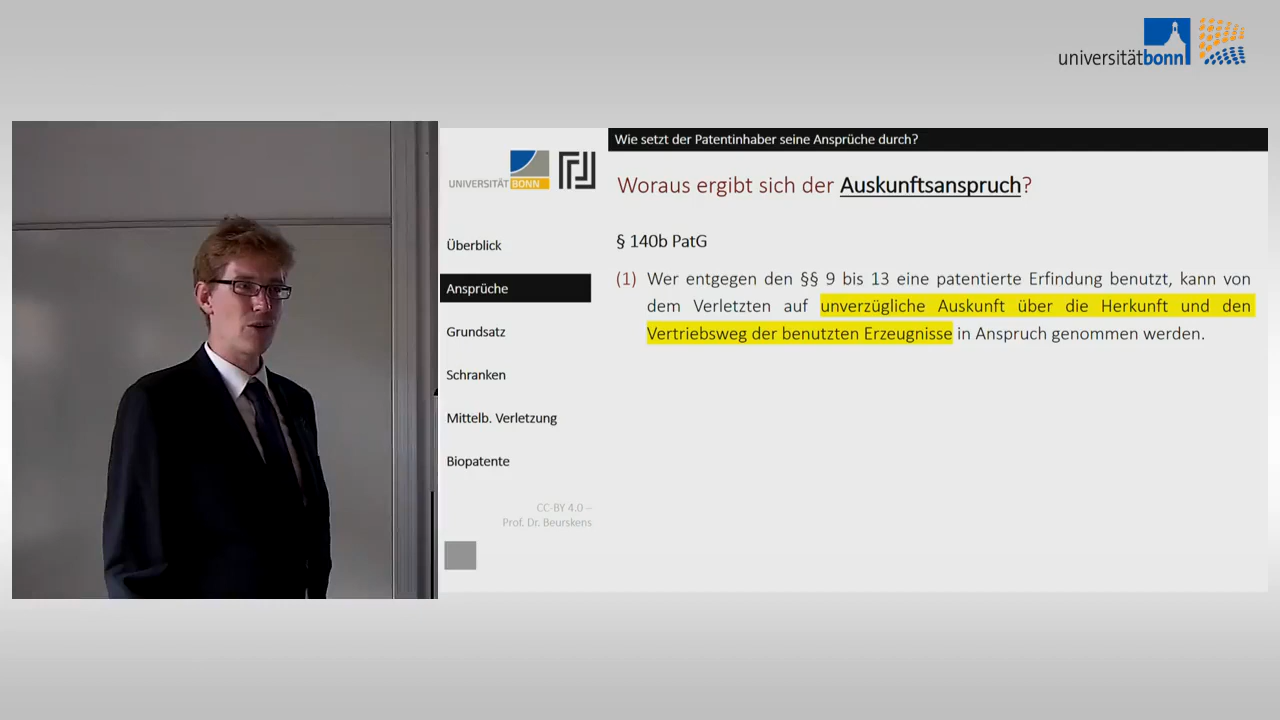 universitätbonn
Wie setzt der Patentinhaber seine Ansprüche durch?
UNIVERSITÄT BONN
Woraus ergibt sich der Auskunftsanspruch?
§ 140b PatG
(1) Wer entgegen den §§ 9 bis 13 eine patentierte Erfindung benutzt, kann von
dem Verletzten auf unverzügliche Auskunft über die Herkunft und den
Vertriebsweg der benutzten Erzeugnisse in Anspruch genommen werden.
Überblick
Ansprüche
Grundsatz
Schranken
Mittelb. Verletzung
Biopatente
CC-BY 4.0 –
Prof. Dr. Beurskens